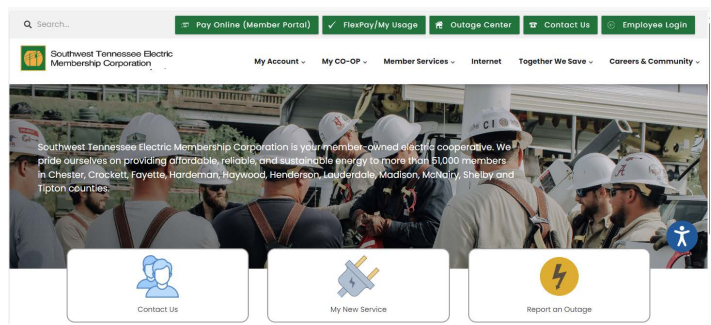 Search...
Pay Online (Member Portal)
FlexPay/My Usage
Outage Center
Contact Us
Employee Login
Southwest Tennessee Electric
Membership Corporation
My Account
My CO-OP
Member Services
Internet
Together We Save
Careers & Community
Southwest Tennessee Electric Membership Corporation is your member-owned electric cooperative. We
pride ourselves on providing affordable, reliable, and sustainable energy to more than 51,000 members
in Chester, Crockett, Fayette, Hardeman, Haywood, Henderson, Lauderdale, Madison, McNairy, Shelby and
Tipton counties.
Contact Us
My New Service
Report an Outage